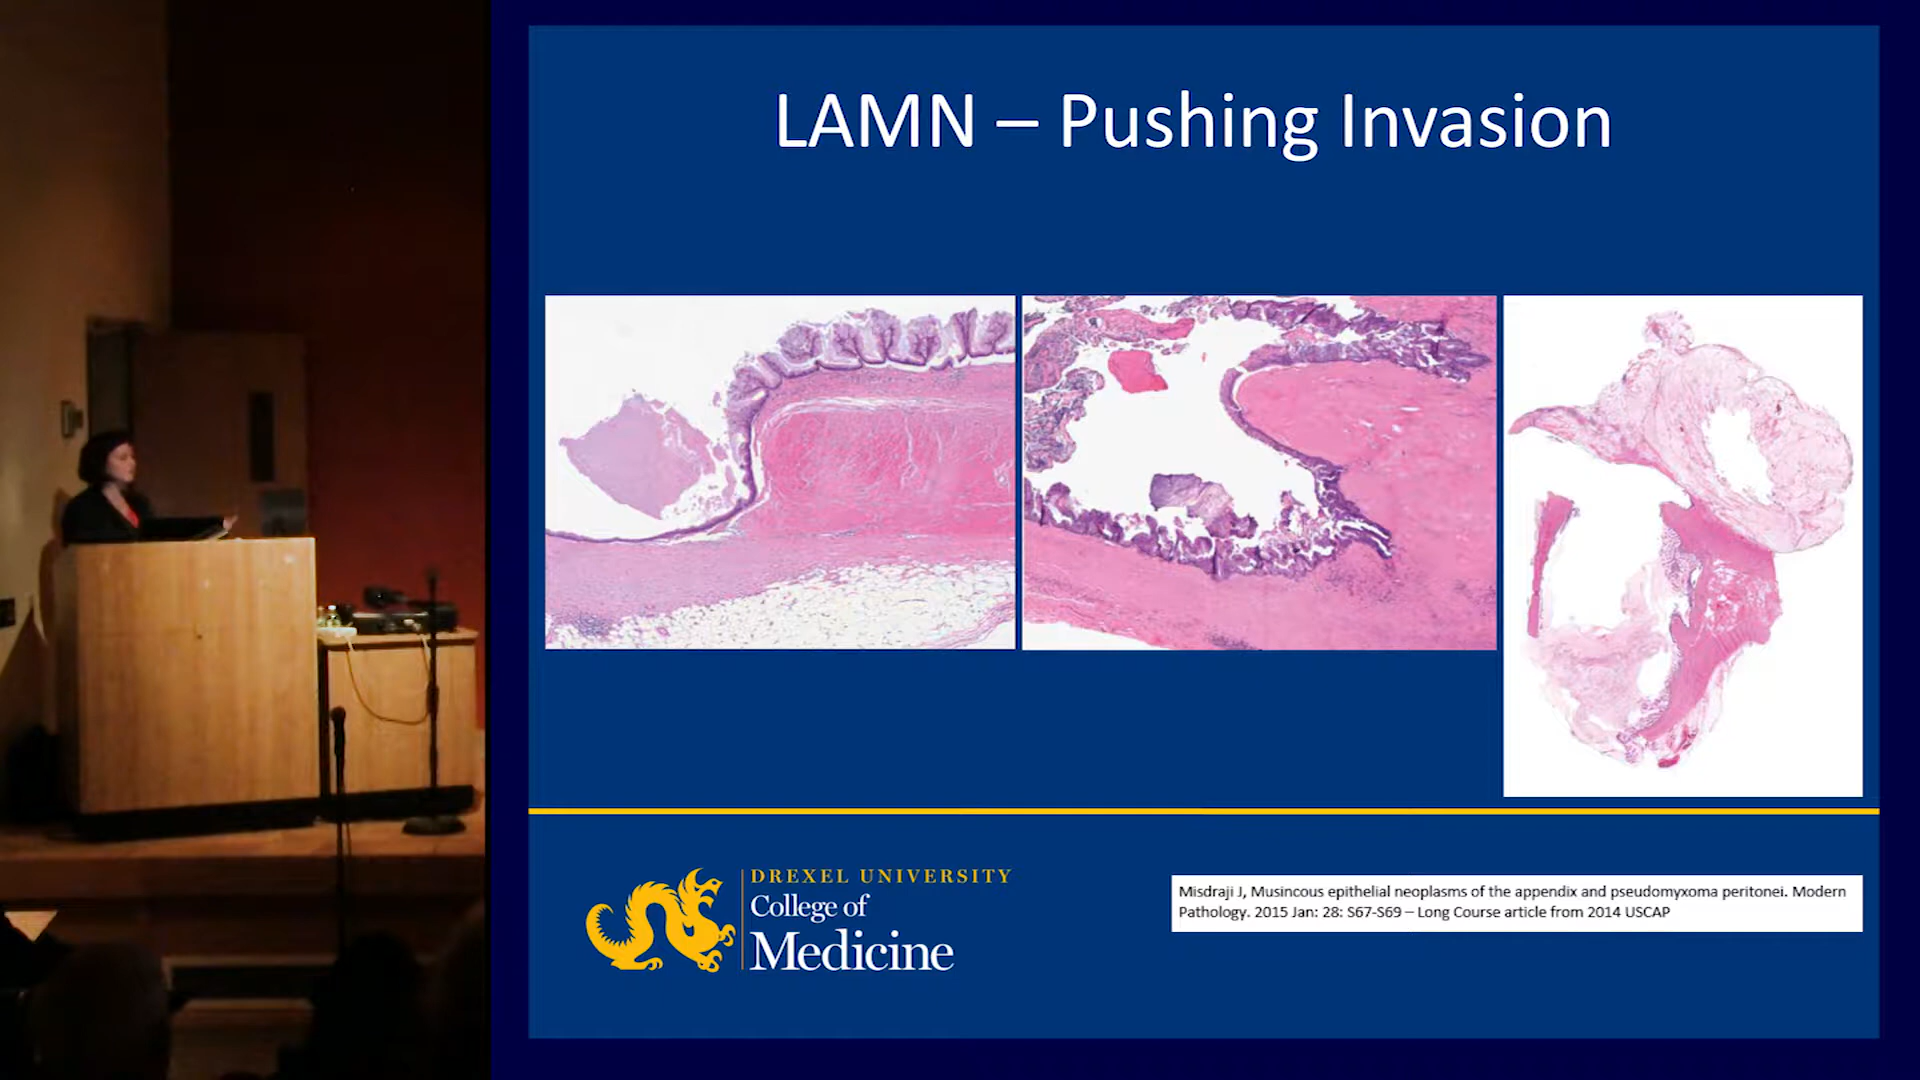 LAMN – Pushing Invasion
DREXEL UNIVERSITY
College of
Medicine
Misdraji J, Musincous epithelial neoplasms of the appendix and pseudomyxoma peritonei. Modern
Pathology. 2015 Jan: 28: S67-S69 – Long Course article from 2014 USCAP